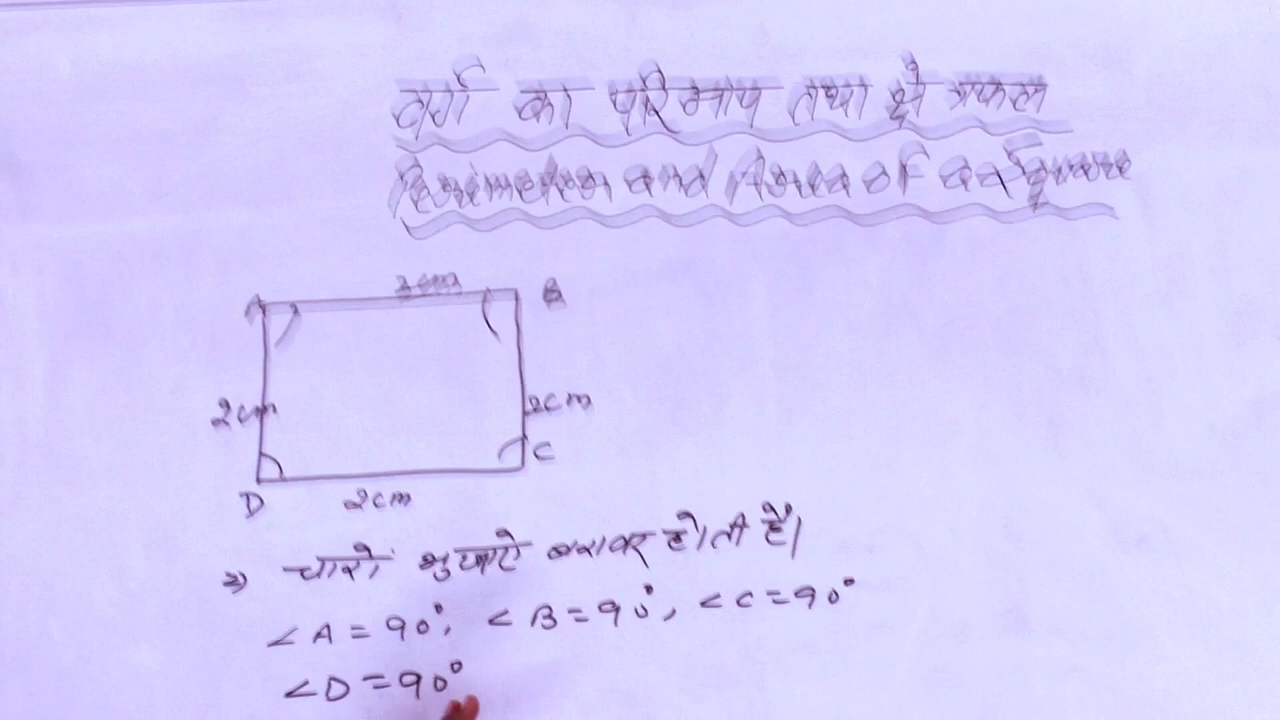 वर्ग का परिमाप तथा क्षेत्रफल
Perimeter and Area of a Square
2cm
A
B
2cm
2cm
C
D
2cm
⇒ चारो भुजाऐ बराबर होती हैं।
∠A = 90°, ∠B = 90°, ∠C = 90°
∠D = 90°